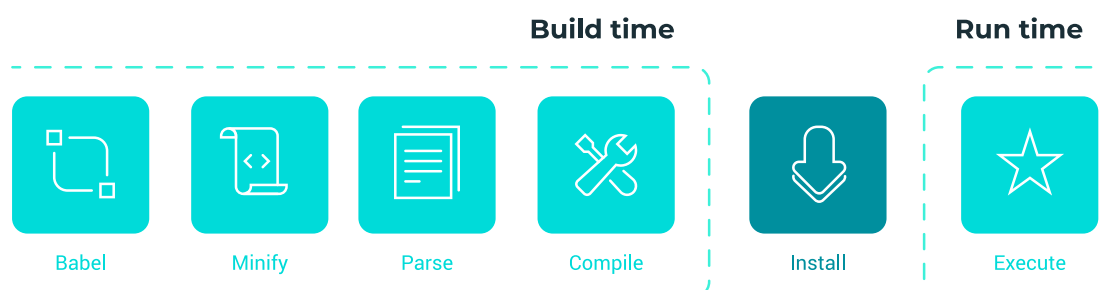 Build time
Run time
Babel
Minify
Parse
Compile
Install
Execute